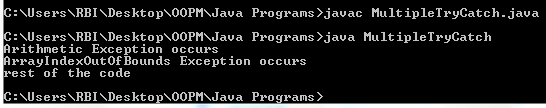 C:\Users\RBI\Desktop\OOPM\Java Programs>javac MultipleTryCatch.java
C:\Users\RBI\Desktop\OOPM\Java Programs>java MultipleTryCatch
Arithmetic Exception occurs
ArrayIndexOutOfBounds Exception occurs
rest of the code
C:\Users\RBI\Desktop\OOPM\Java Programs>